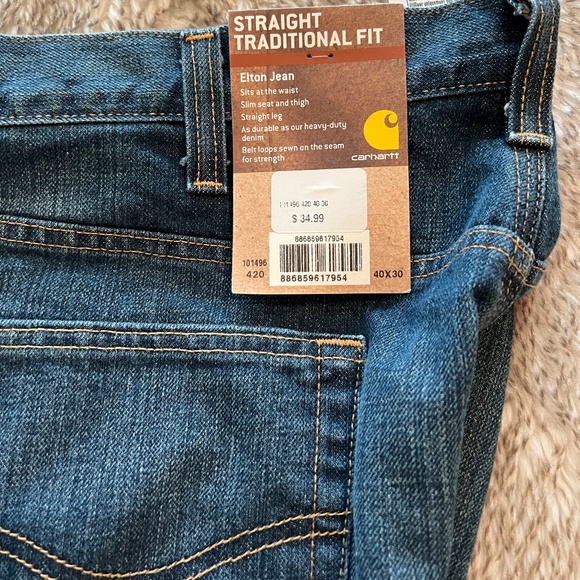 STRAIGHT
TRADITIONAL FIT
Elton Jean
Sits at the waist
Slim seat and thigh
Straight leg
As durable as our heavy-duty
denim
Belt loops sewn on the seam
for strength
carhartt
101496 420 40 30
$ 34.99
886859617954
101496
420
886859617954
40X30